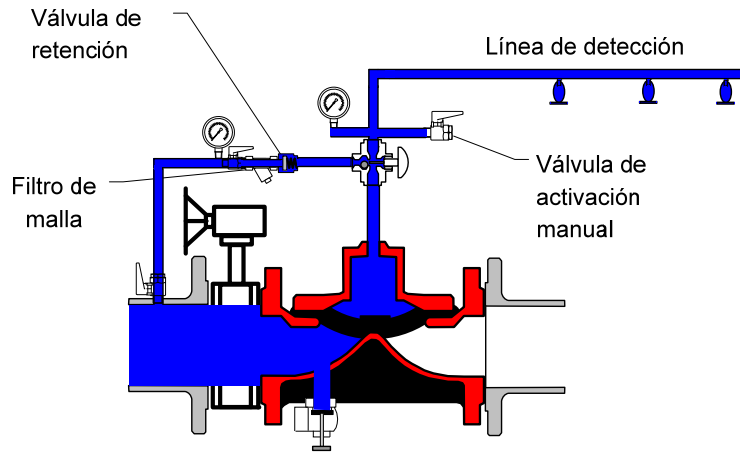 Válvula de
retención
Línea de detección
Filtro de
malla
Válvula de
activación
manual